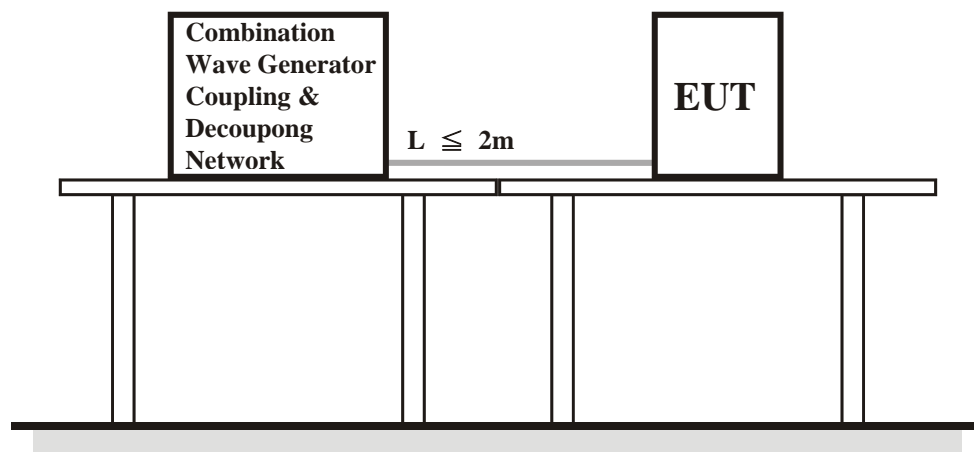 Combination
Wave Generator
Coupling &
Decoupong
Network
L ≦ 2m
EUT